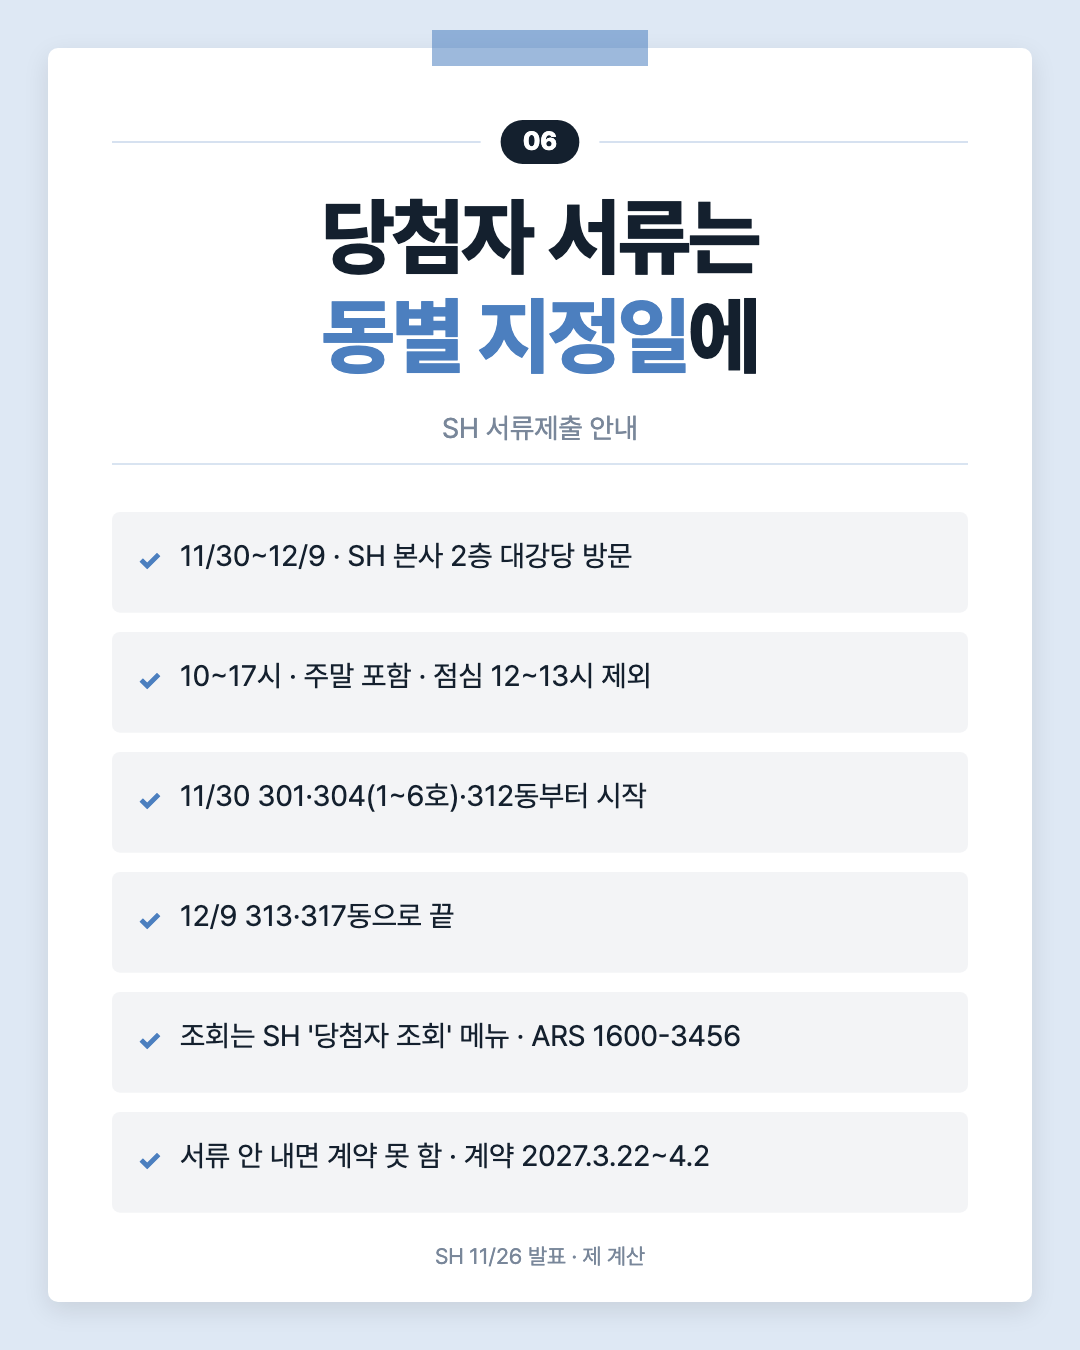 06
당첨자 서류는
동별 지정일에
SH 서류제출 안내
11/30~12/9 · SH 본사 2층 대강당 방문
10~17시 · 주말 포함 · 점심 12~13시 제외
11/30 301·304(1~6호)·312동부터 시작
12/9 313·317동으로 끝
조회는 SH '당첨자 조회' 메뉴 · ARS 1600-3456
서류 안 내면 계약 못 함 · 계약 2027.3.22~4.2
SH 11/26 발표 · 제 계산